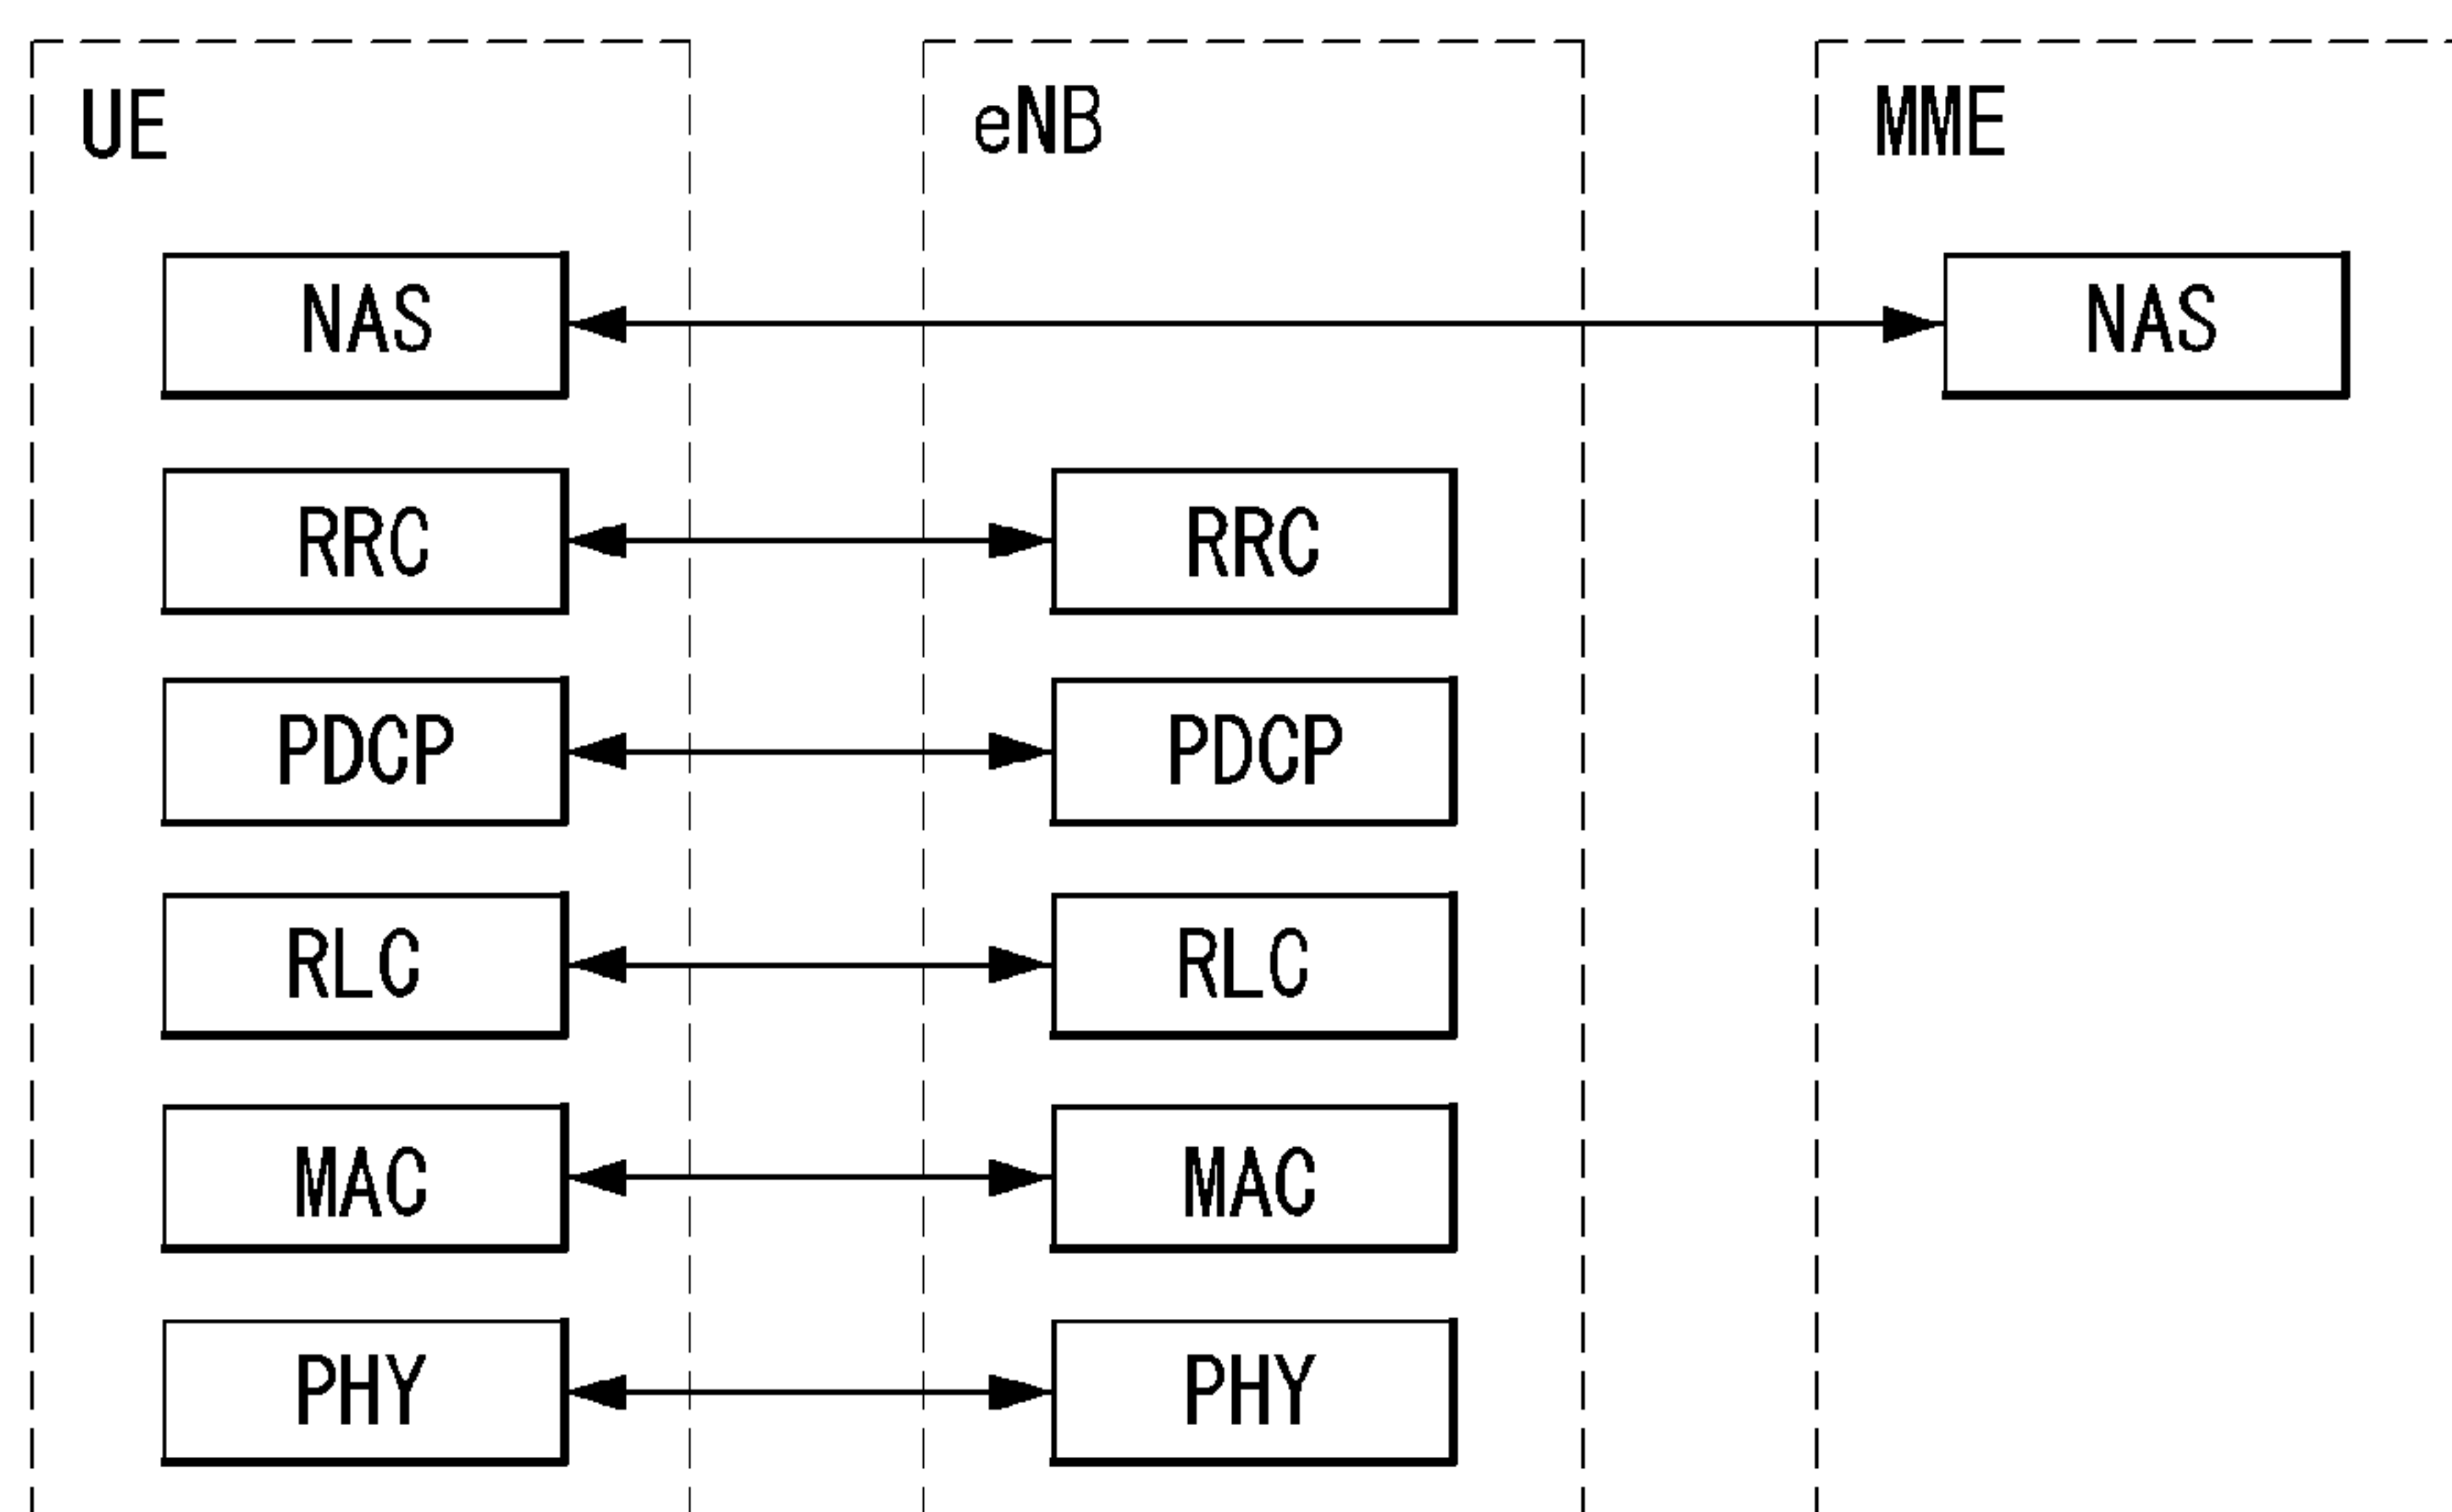 UE
eNB
MME
NAS
NAS
RRC
RRC
PDCP
PDCP
RLC
RLC
MAC
MAC
PHY
PHY